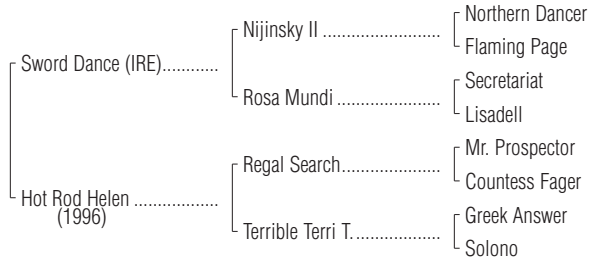 Northern Dancer
Nijinsky II
Flaming Page
Sword Dance (IRE)
Secretariat
Rosa Mundi
Lisadell
Mr. Prospector
Regal Search
Countess Fager
Hot Rod Helen
(1996)
Greek Answer
Terrible Terri T.
Solono